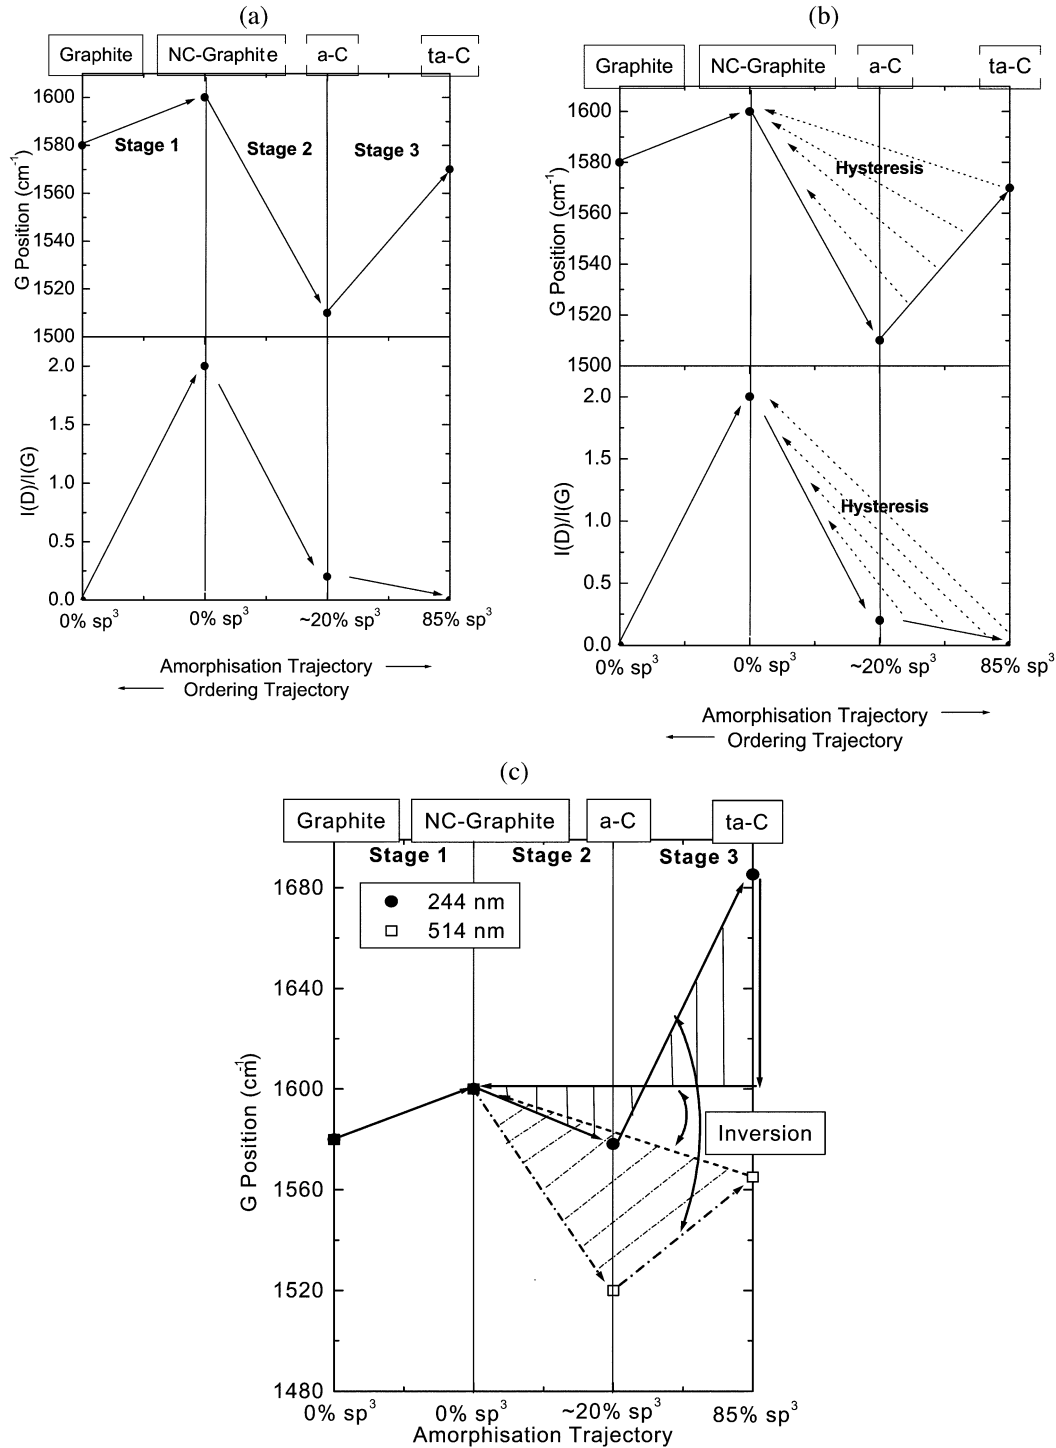 (a)
Graphite NC-Graphite a-C ta-C
1600
1580
1560
1540
1520
1500
G Position (cm⁻¹)
Stage 1 Stage 2 Stage 3
2.0
1.5
1.0
0.5
0.0
I(D)/I(G)
0% sp³ 0% sp³ ~20% sp³ 85% sp³
Amorphisation Trajectory
Ordering Trajectory
(b)
Graphite NC-Graphite a-C ta-C
1600
1580
1560
1540
1520
1500
G Position (cm⁻¹)
Hysteresis
2.0
1.5
1.0
0.5
0.0
I(D)/I(G)
Hysteresis
0% sp³ 0% sp³ ~20% sp³ 85% sp³
Amorphisation Trajectory
Ordering Trajectory
(c)
Graphite NC-Graphite a-C ta-C
Stage 1 Stage 2 Stage 3
244 nm
514 nm
1680
1640
1600
1560
1520
1480
G Position (cm⁻¹)
Inversion
0% sp³ 0% sp³ ~20% sp³ 85% sp³
Amorphisation Trajectory